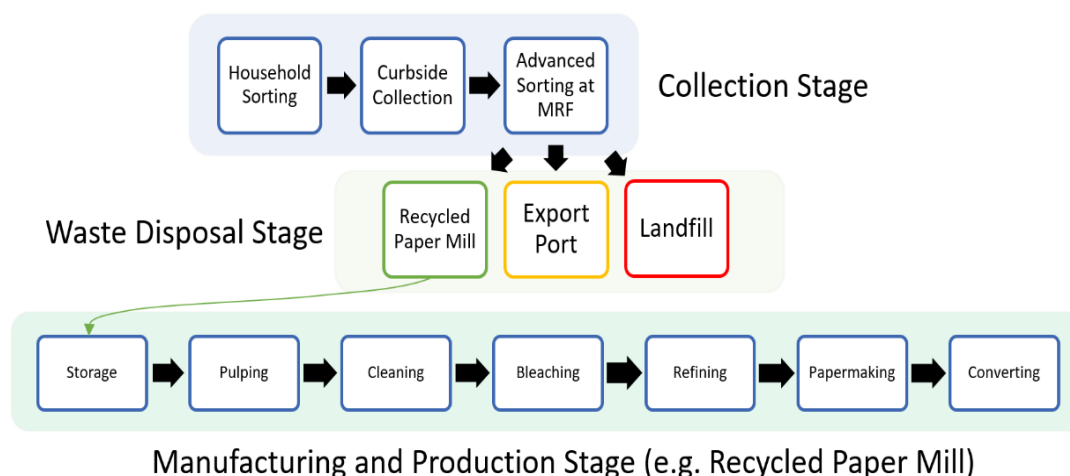 Household
Sorting
Curbside
Collection
Advanced
Sorting at
MRF
Collection Stage
Waste Disposal Stage
Recycled
Paper Mill
Export
Port
Landfill
Storage
Pulping
Cleaning
Bleaching
Refining
Papermaking
Converting
Manufacturing and Production Stage (e.g. Recycled Paper Mill)